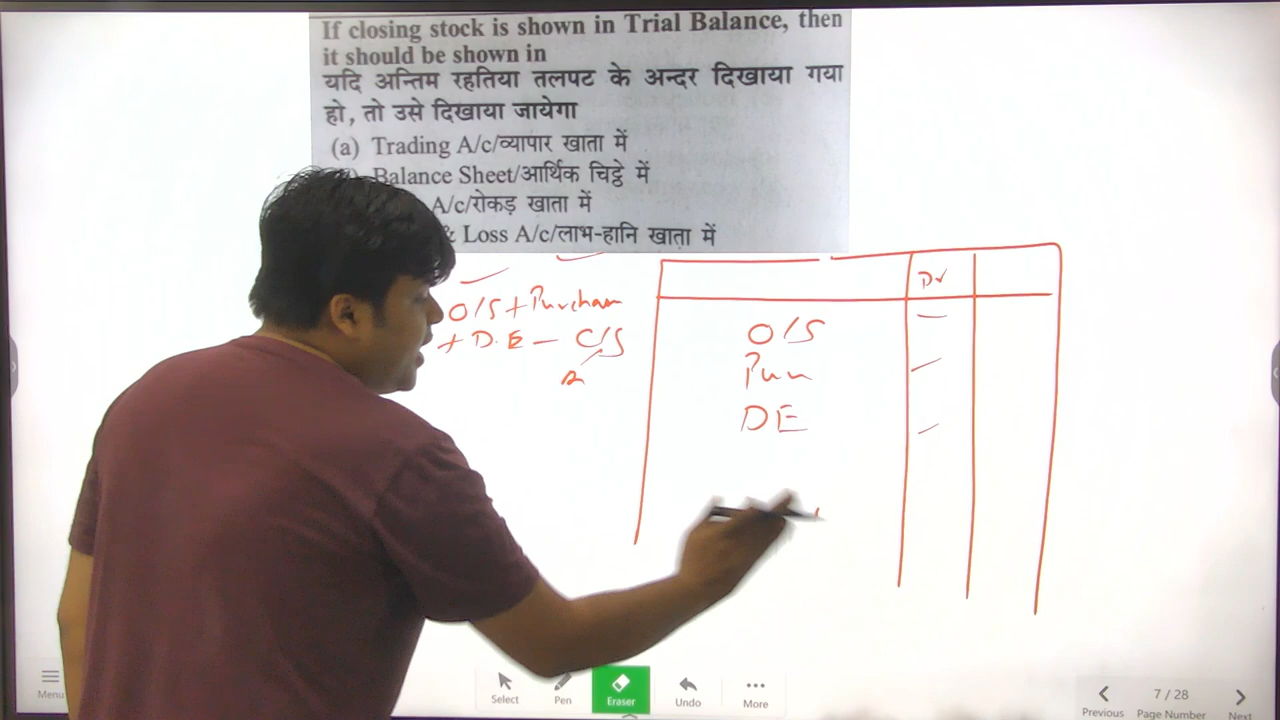 If closing stock is shown in Trial Balance, then
it should be shown in
यदि अन्तिम रहतिया तलपट के अन्दर दिखाया गया
हो, तो उसे दिखाया जायेगा
(a) Trading A/c/व्यापार खाता में
Balance Sheet/आर्थिक चिट्ठे में
A/c/रोकड़ खाता में
& Loss A/c/लाभ-हानि खाता में
O/S +
+ D.E - C/S
Dr
O/S
Pur
DE
Menu
Select
Pen
Eraser
Undo
More
Previous
7 / 28
Page Number
Next